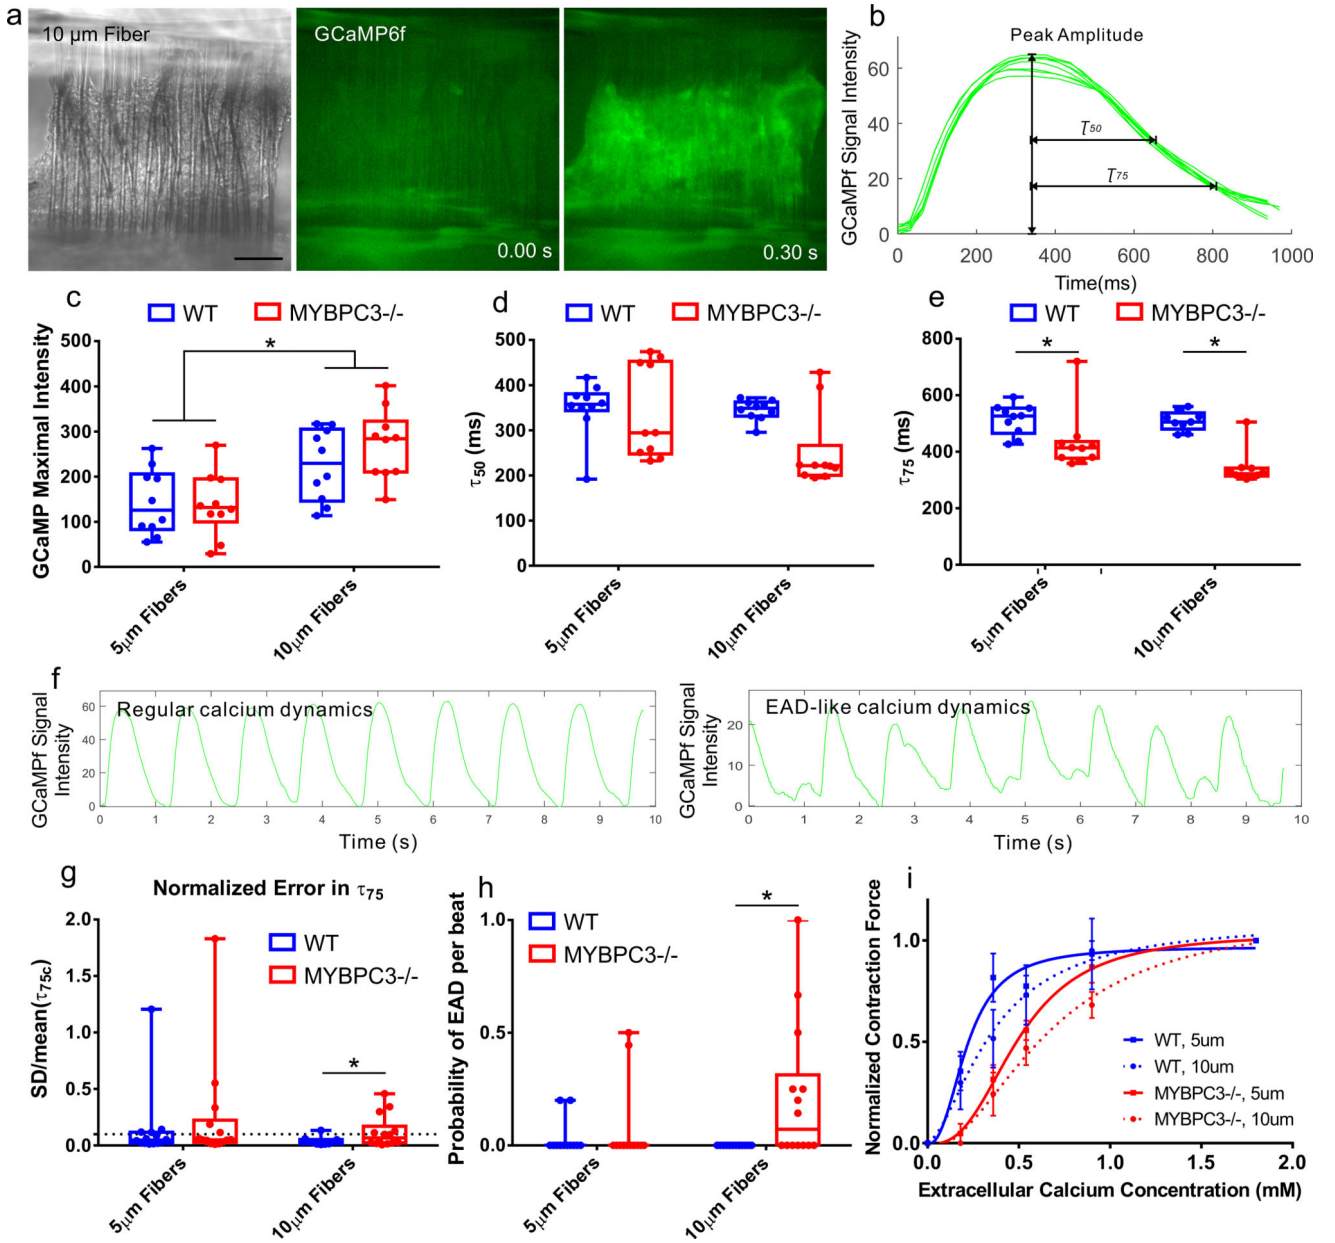 a
10 µm Fiber
GCaMP6f
0.00 s
0.30 s
b
Peak Amplitude
GCaMPf Signal Intensity
60
40
20
0
τ50
τ75
0 200 400 600 800 1000
Time(ms)
c
WT
MYBPC3-/-
GCaMP Maximal Intensity
500
400
300
200
100
0
*
5µm Fibers
10µm Fibers
d
WT
MYBPC3-/-
τ50 (ms)
500
400
300
200
100
0
5µm Fibers
10µm Fibers
e
WT
MYBPC3-/-
τ75 (ms)
800
600
400
200
0
*
*
5µm Fibers
10µm Fibers
f
Regular calcium dynamics
GCaMPf Signal
Intensity
60
40
20
0
0 1 2 3 4 5 6 7 8 9 10
Time (s)
EAD-like calcium dynamics
GCaMPf Signal
Intensity
20
10
0
0 1 2 3 4 5 6 7 8 9 10
Time (s)
g
Normalized Error in τ75
SD/mean(τ75c)
2.0
1.5
1.0
0.5
0.0
WT
MYBPC3-/-
*
5µm Fibers
10µm Fibers
h
Probability of EAD per beat
1.0
0.5
0.0
WT
MYBPC3-/-
*
5µm Fibers
10µm Fibers
i
Normalized Contraction Force
1.0
0.5
0.0
WT, 5um
WT, 10um
MYBPC3-/-, 5um
MYBPC3-/-, 10um
0.0 0.5 1.0 1.5 2.0
Extracellular Calcium Concentration (mM)